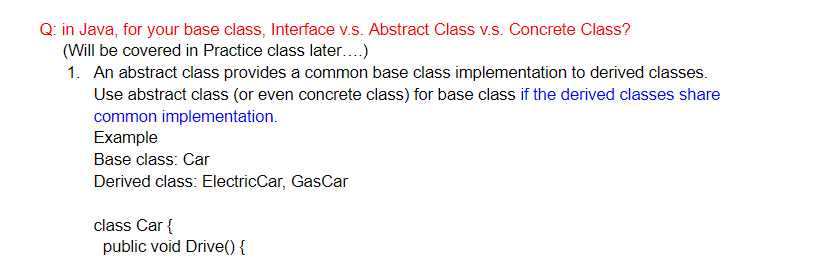 Q: in Java, for your base class, Interface v.s. Abstract Class v.s. Concrete Class?
(Will be covered in Practice class later….)
1. An abstract class provides a common base class implementation to derived classes.
Use abstract class (or even concrete class) for base class if the derived classes share
common implementation.
Example
Base class: Car
Derived class: ElectricCar, GasCar
class Car {
public void Drive() {